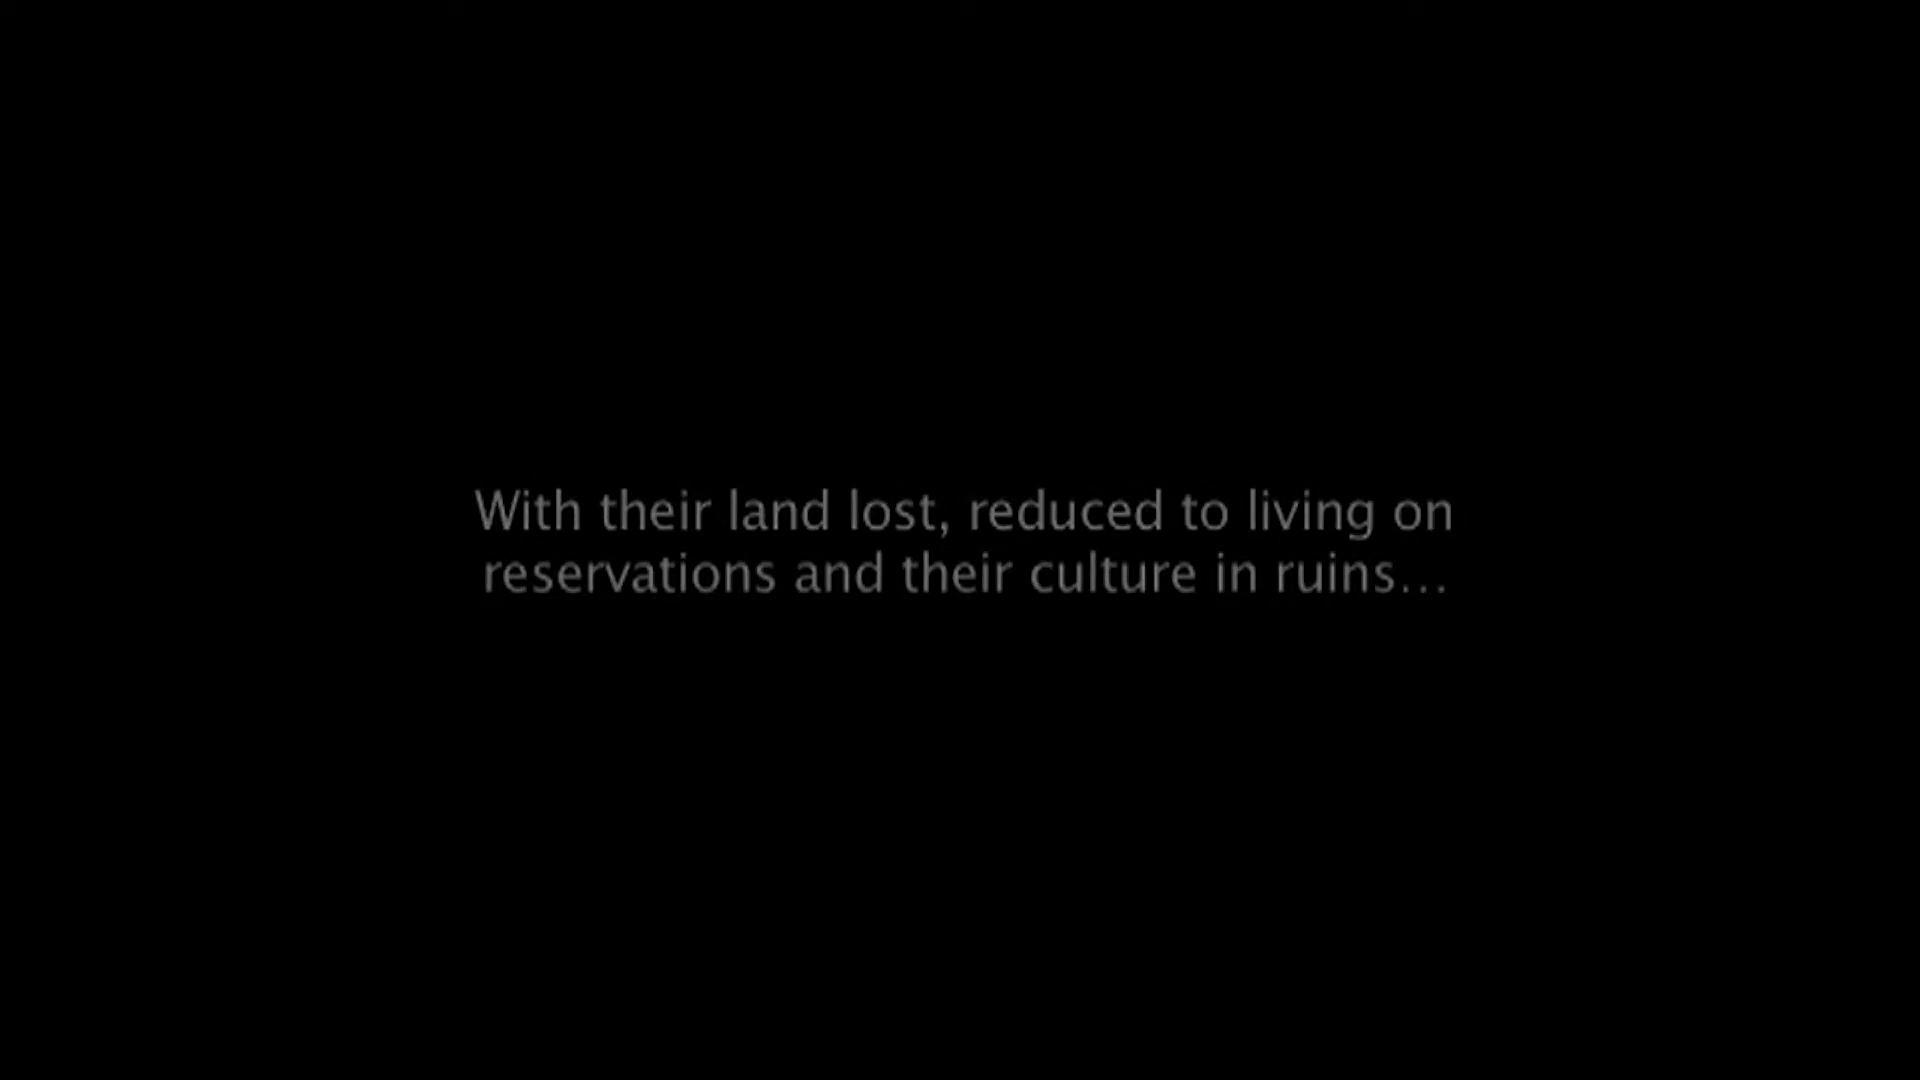 With their land lost, reduced to living on
reservations and their culture in ruins...